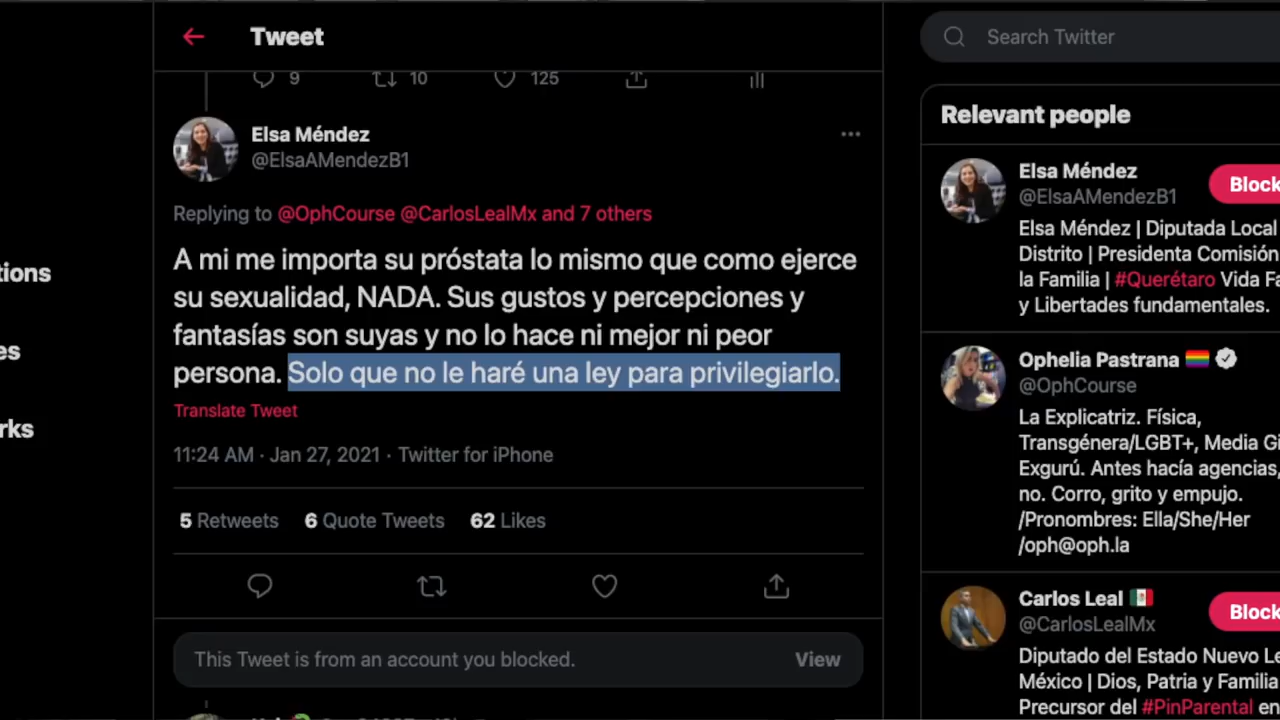 Tweet
9 10 125
Elsa Méndez
@ElsaAMendezB1
Replying to @OphCourse @CarlosLealMx and 7 others
A mi me importa su próstata lo mismo que como ejerce
su sexualidad, NADA. Sus gustos y percepciones y
fantasías son suyas y no lo hace ni mejor ni peor
persona. Solo que no le haré una ley para privilegiarlo.
Translate Tweet
11:24 AM · Jan 27, 2021 · Twitter for iPhone
5 Retweets 6 Quote Tweets 62 Likes
This Tweet is from an account you blocked. View
tions
es
rks
Search Twitter
Relevant people
Elsa Méndez
@ElsaAMendezB1
Block
Elsa Méndez | Diputada Local
Distrito | Presidenta Comisión
la Familia | #Querétaro Vida Fa
y Libertades fundamentales.
Ophelia Pastrana
@OphCourse
La Explicatriz. Física,
Transgénera/LGBT+, Media Gi
Exgurú. Antes hacía agencias,
no. Corro, grito y empujo.
/Pronombres: Ella/She/Her
/oph@oph.la
Carlos Leal
@CarlosLealMx
Block
Diputado del Estado Nuevo Le
México | Dios, Patria y Familia
Precursor del #PinParental en